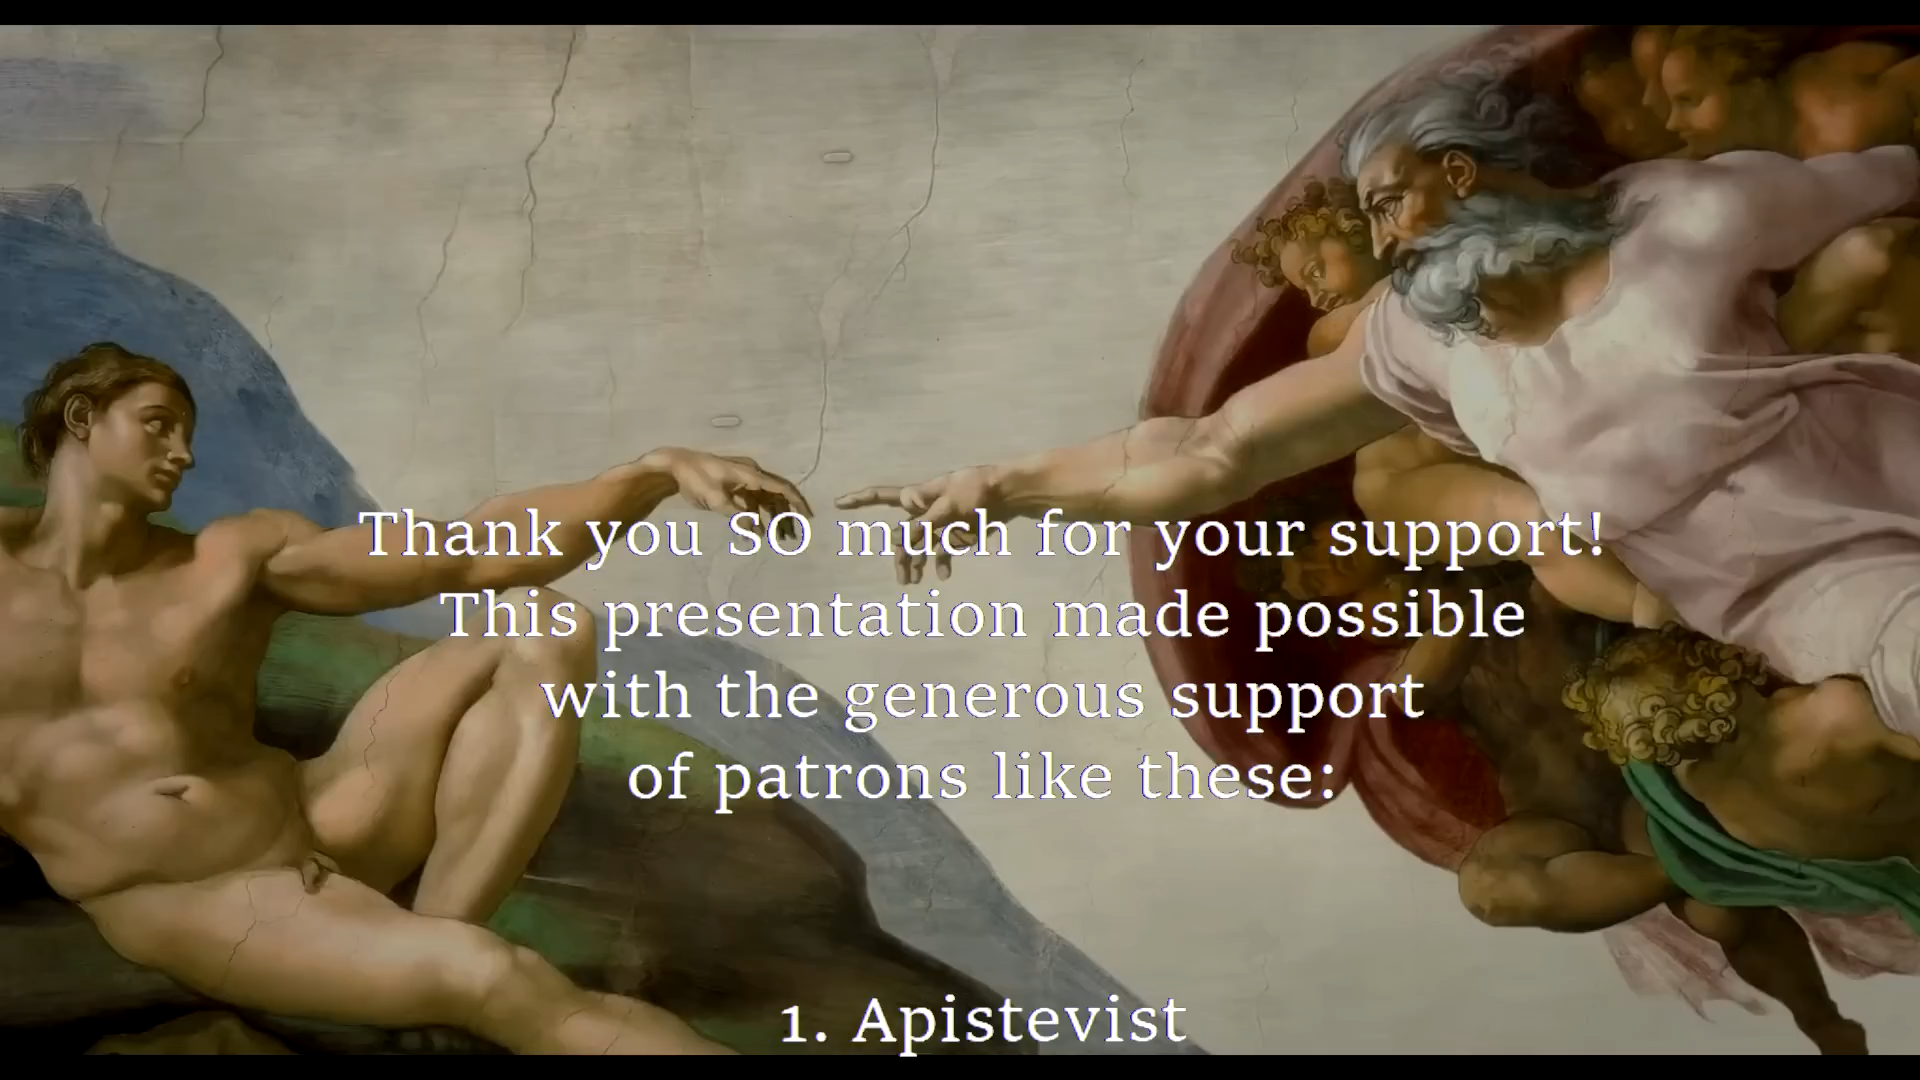 Thank you SO much for your support!
This presentation made possible
with the generous support
of patrons like these:
1. Apistevist